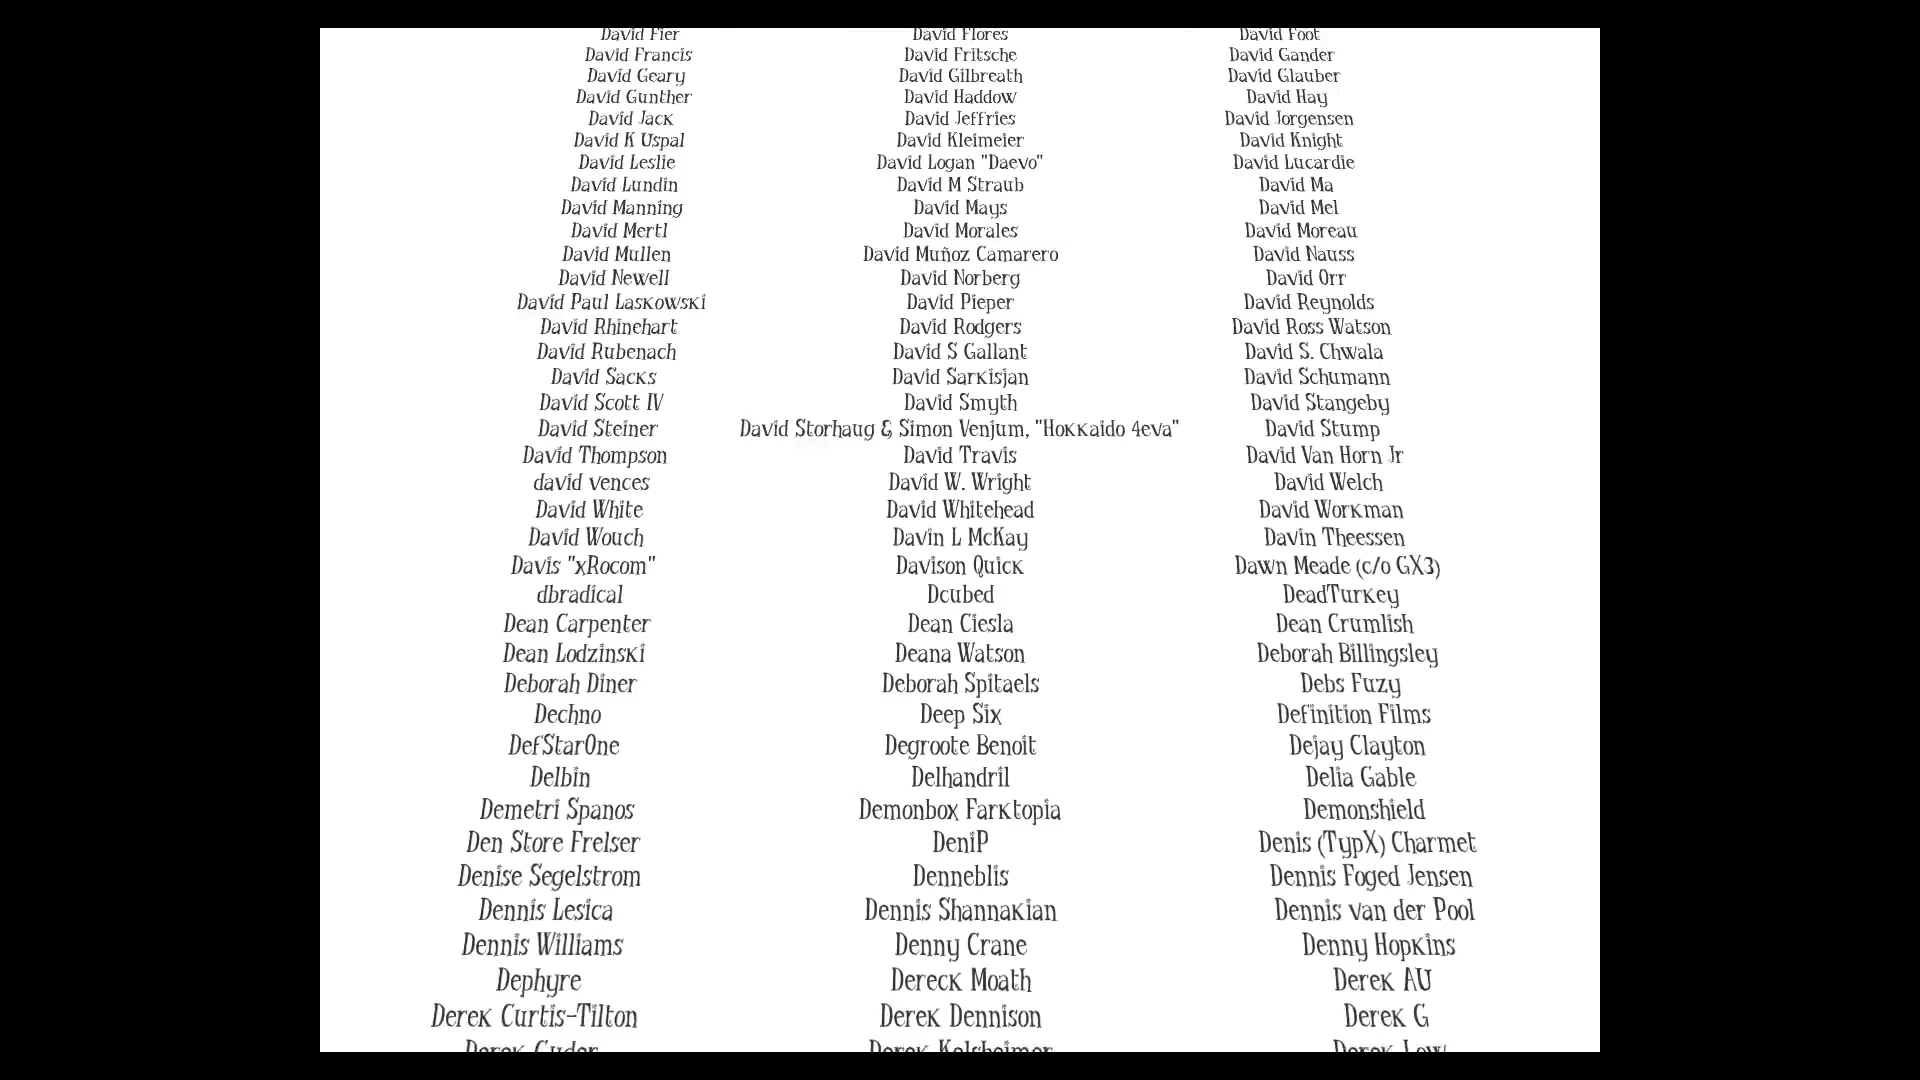 David Fier David Flores David Foot
David Francis David Fritsche David Gander
David Geary David Gilbreath David Glauber
David Gunther David Haddow David Hay
David Jack David Jeffries David Jorgensen
David K Uspal David Kleimeier David Knight
David Leslie David Logan "Daevo" David Lucardie
David Lundin David M Straub David Ma
David Manning David Mays David Mel
David Mertl David Morales David Moreau
David Mullen David Muñoz Camarero David Nauss
David Newell David Norberg David Orr
David Paul Laskowski David Pieper David Reynolds
David Rhinehart David Rodgers David Ross Watson
David Rubenach David S Gallant David S. Chwala
David Sacks David Sarkisjan David Schumann
David Scott IV David Smyth David Stangeby
David Steiner David Storhaug & Simon Venjum, "Hokkaido 4eva" David Stump
David Thompson David Travis David Van Horn Jr
david vences David W. Wright David Welch
David White David Whitehead David Workman
David Wouch Davin L McKay Davin Theessen
Davis "xRocom" Davison Quick Dawn Meade (c/o GX3)
dbradical Dcubed DeadTurkey
Dean Carpenter Dean Ciesla Dean Crumlish
Dean Lodzinski Deana Watson Deborah Billingsley
Deborah Diner Deborah Spitaels Debs Fuzy
Dechno Deep Six Definition Films
DefStarOne Degroote Benoit Dejay Clayton
Delbin Delhandril Delia Gable
Demetri Spanos Demonbox Farktopia Demonshield
Den Store Frelser DeniP Denis (TypX) Charmet
Denise Segelstrom Denneblis Dennis Foged Jensen
Dennis Lesica Dennis Shannakian Dennis van der Pool
Dennis Williams Denny Crane Denny Hopkins
Dephyre Dereck Moath Derek AU
Derek Curtis-Tilton Derek Dennison Derek G
Derek Guder Derek Kelsheimer Derek Low